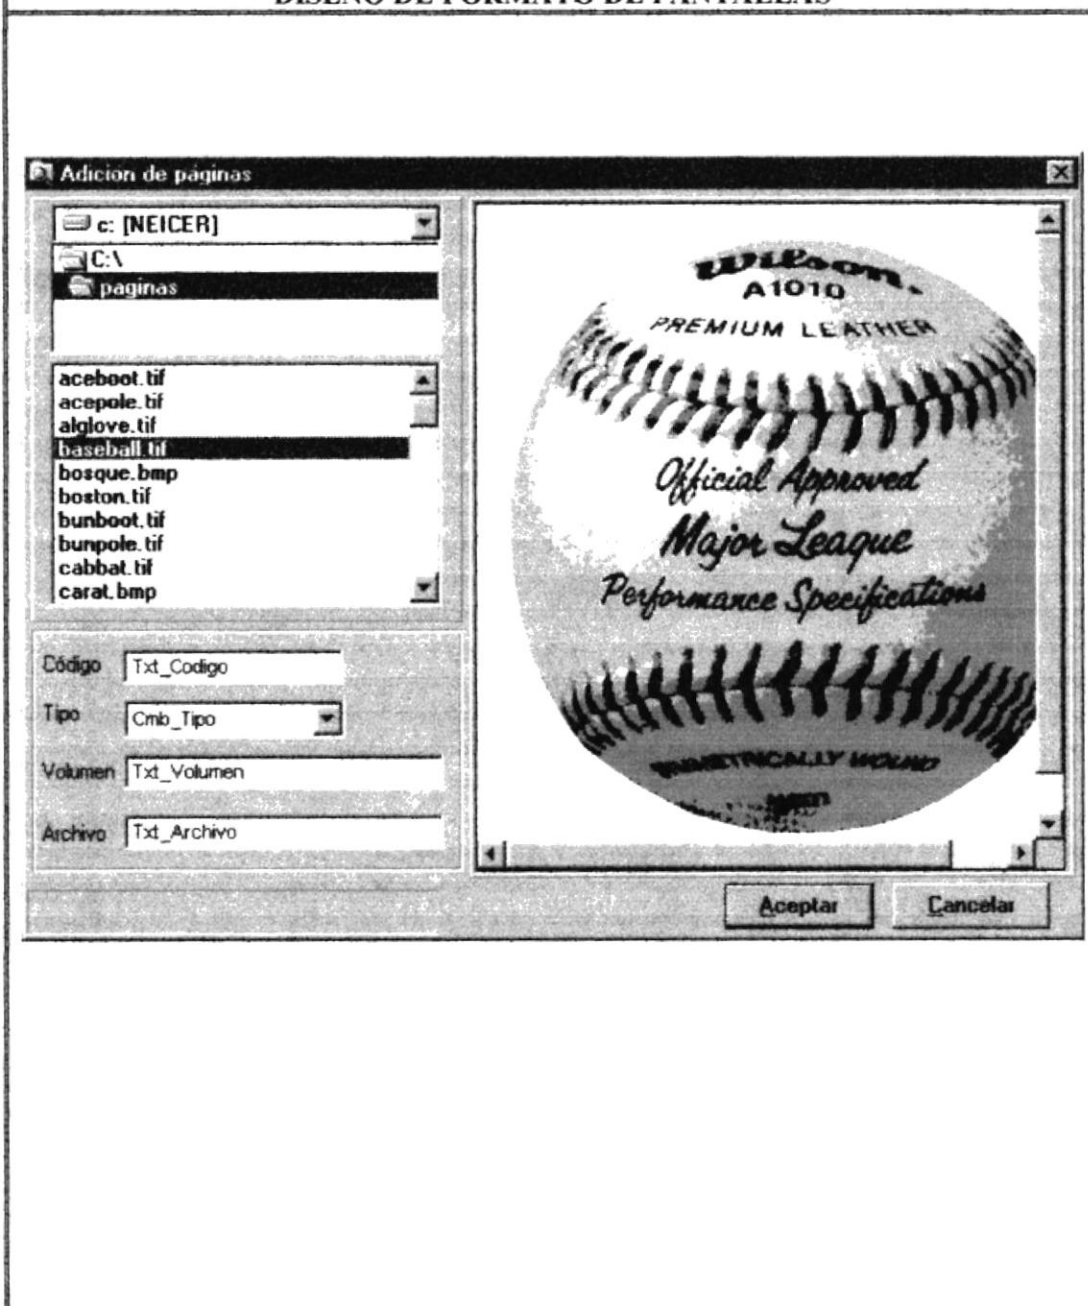 DISEÑO DE FORMATO DE PANTALLAS
Adicion de páginas
c: [NEICER]
C:\
paginas
aceboot.tif
acepole.tif
alglove.tif
baseball.tif
bosque.bmp
boston.tif
bunboot.tif
bunpole.tif
cabbat.tif
carat.bmp
Código Txt_Codigo
Tipo Cmb_Tipo
Volumen Txt_Volumen
Archivo Txt_Archivo
Wilson.
A1010
PREMIUM LEATHER
Official Approved
Major League
Performance Specifications
WOUND
Aceptar Cancelar